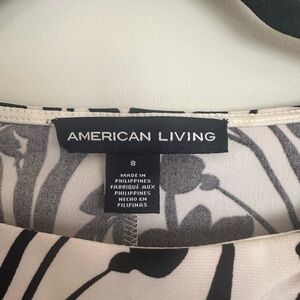 AMERICAN LIVING
8
MADE IN
PHILIPPINES
FABRIQUÉ AUX
PHILIPPINES
HECHO EN
FILIPINAS